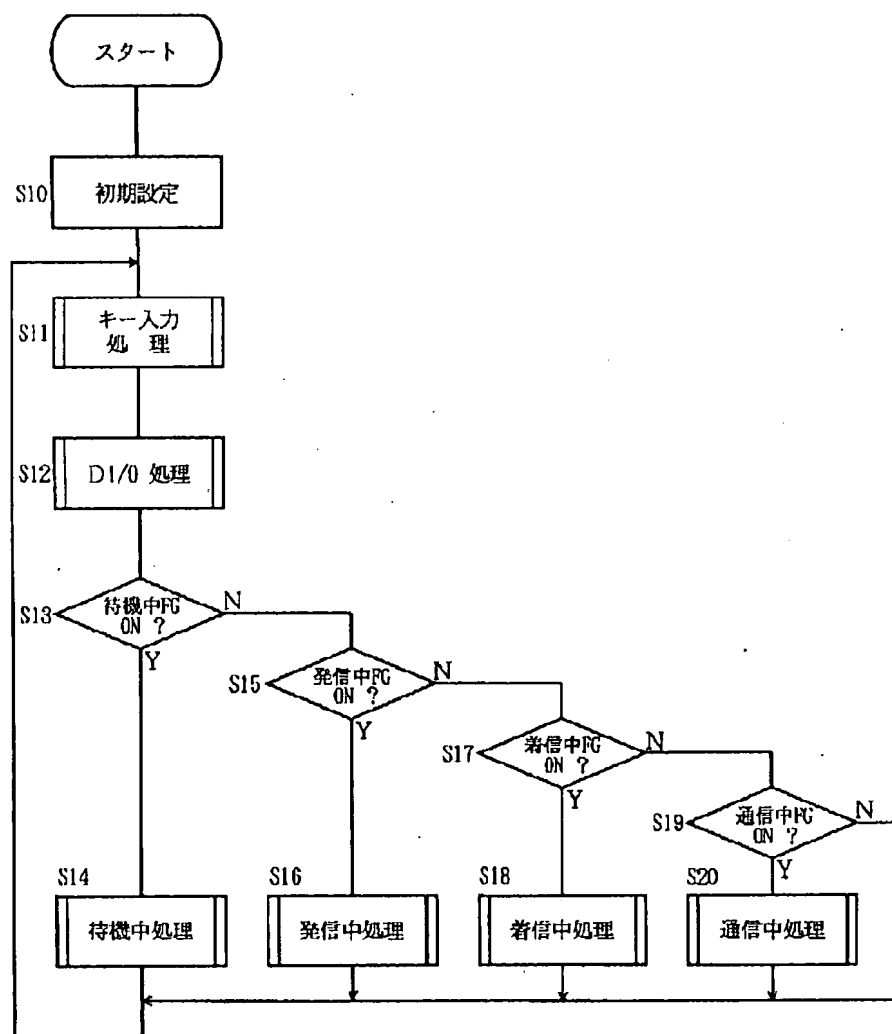 スタート
S10
初期設定
S11
キー入力
処 理
S12
D1/0 処理
S13
待機中FG
ON ?
N
Y
S15
発信中FG
ON ?
N
Y
S17
着信中FG
ON ?
N
Y
S19
通信中FG
ON ?
N
Y
S14
待機中処理
S16
発信中処理
S18
着信中処理
S20
通信中処理